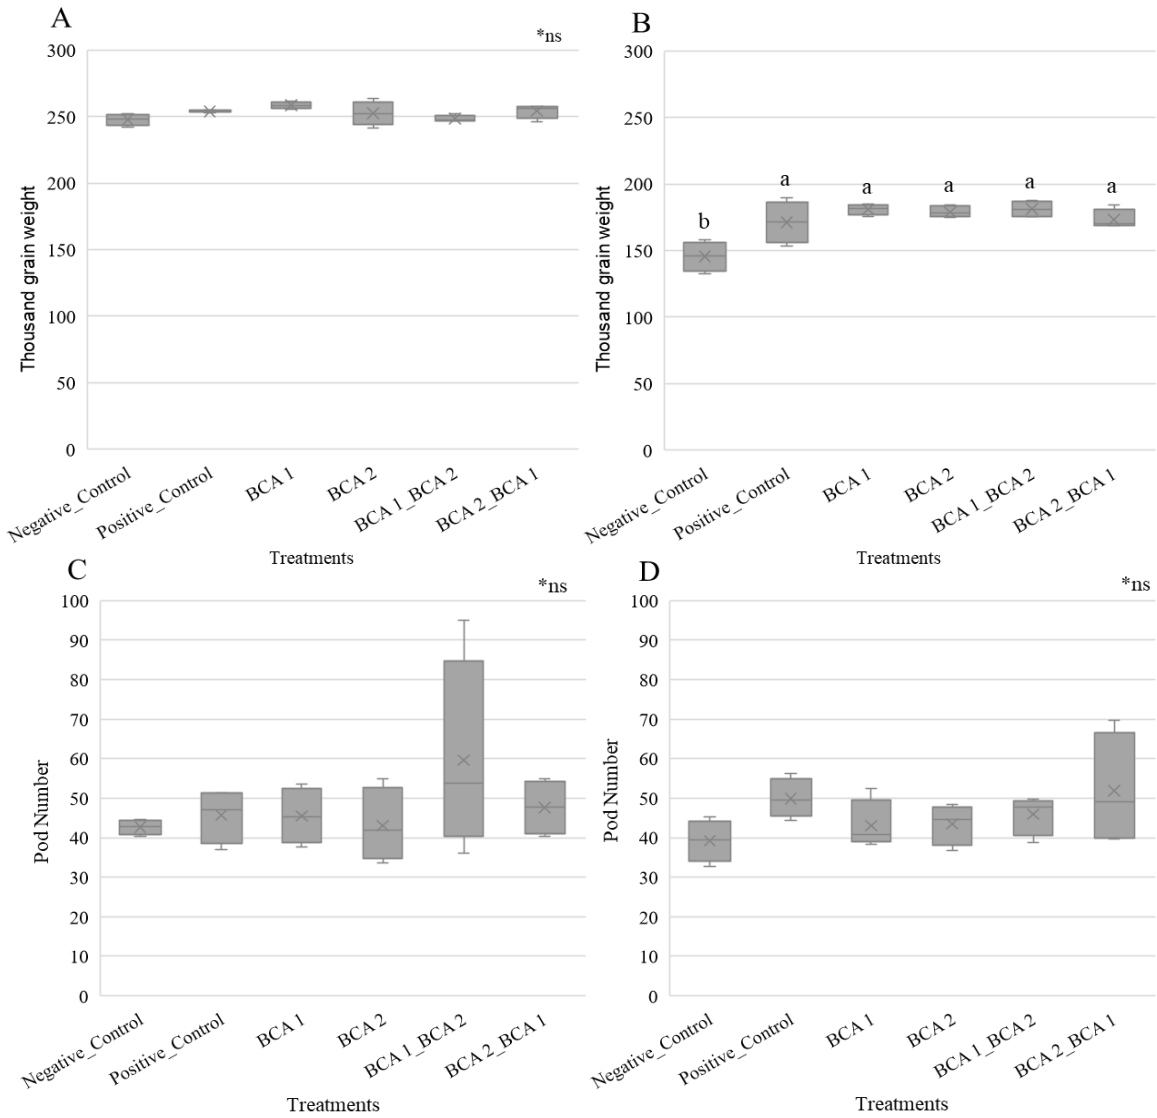 A
*ns
300
250
200
150
100
50
0
Thousand grain weight
Negative_Control
Positive_Control
BCA 1
BCA 2
BCA 1_BCA 2
BCA 2_BCA 1
Treatments
B
300
250
200
150
100
50
0
Thousand grain weight
b
a
a
a
a
a
Negative_Control
Positive_Control
BCA 1
BCA 2
BCA 1_BCA 2
BCA 2_BCA 1
Treatments
C
*ns
100
90
80
70
60
50
40
30
20
10
0
Pod Number
Negative_Control
Positive_Control
BCA 1
BCA 2
BCA 1_BCA 2
BCA 2_BCA 1
Treatments
D
*ns
100
90
80
70
60
50
40
30
20
10
0
Pod Number
Negative_Control
Positive_Control
BCA 1
BCA 2
BCA 1_BCA 2
BCA 2_BCA 1
Treatments